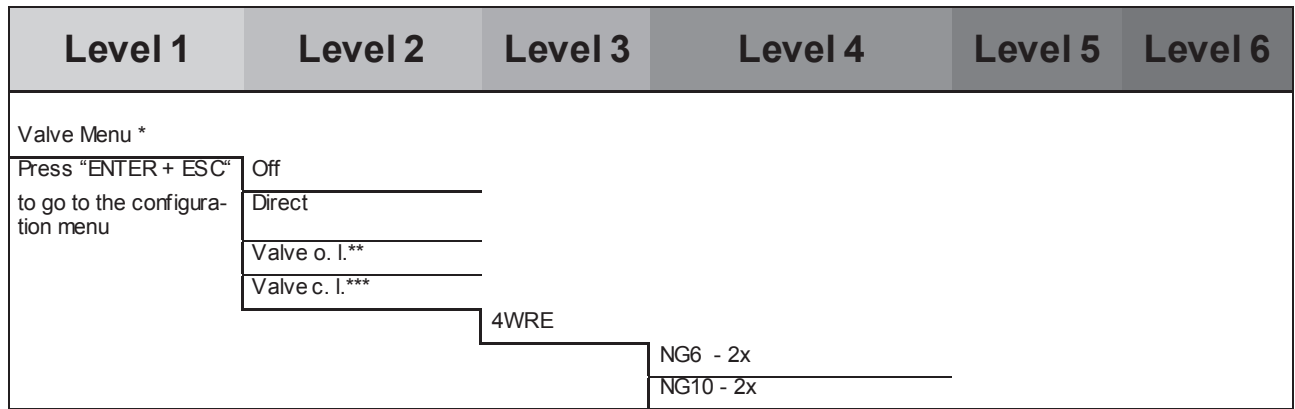 Level 1 Level 2 Level 3 Level 4 Level 5 Level 6
Valve Menu *
Press “ENTER + ESC“ Off
to go to the configura- Direct
tion menu
Valve o. l.**
Valve c. l.***
4WRE
NG6 - 2x
NG10 - 2x